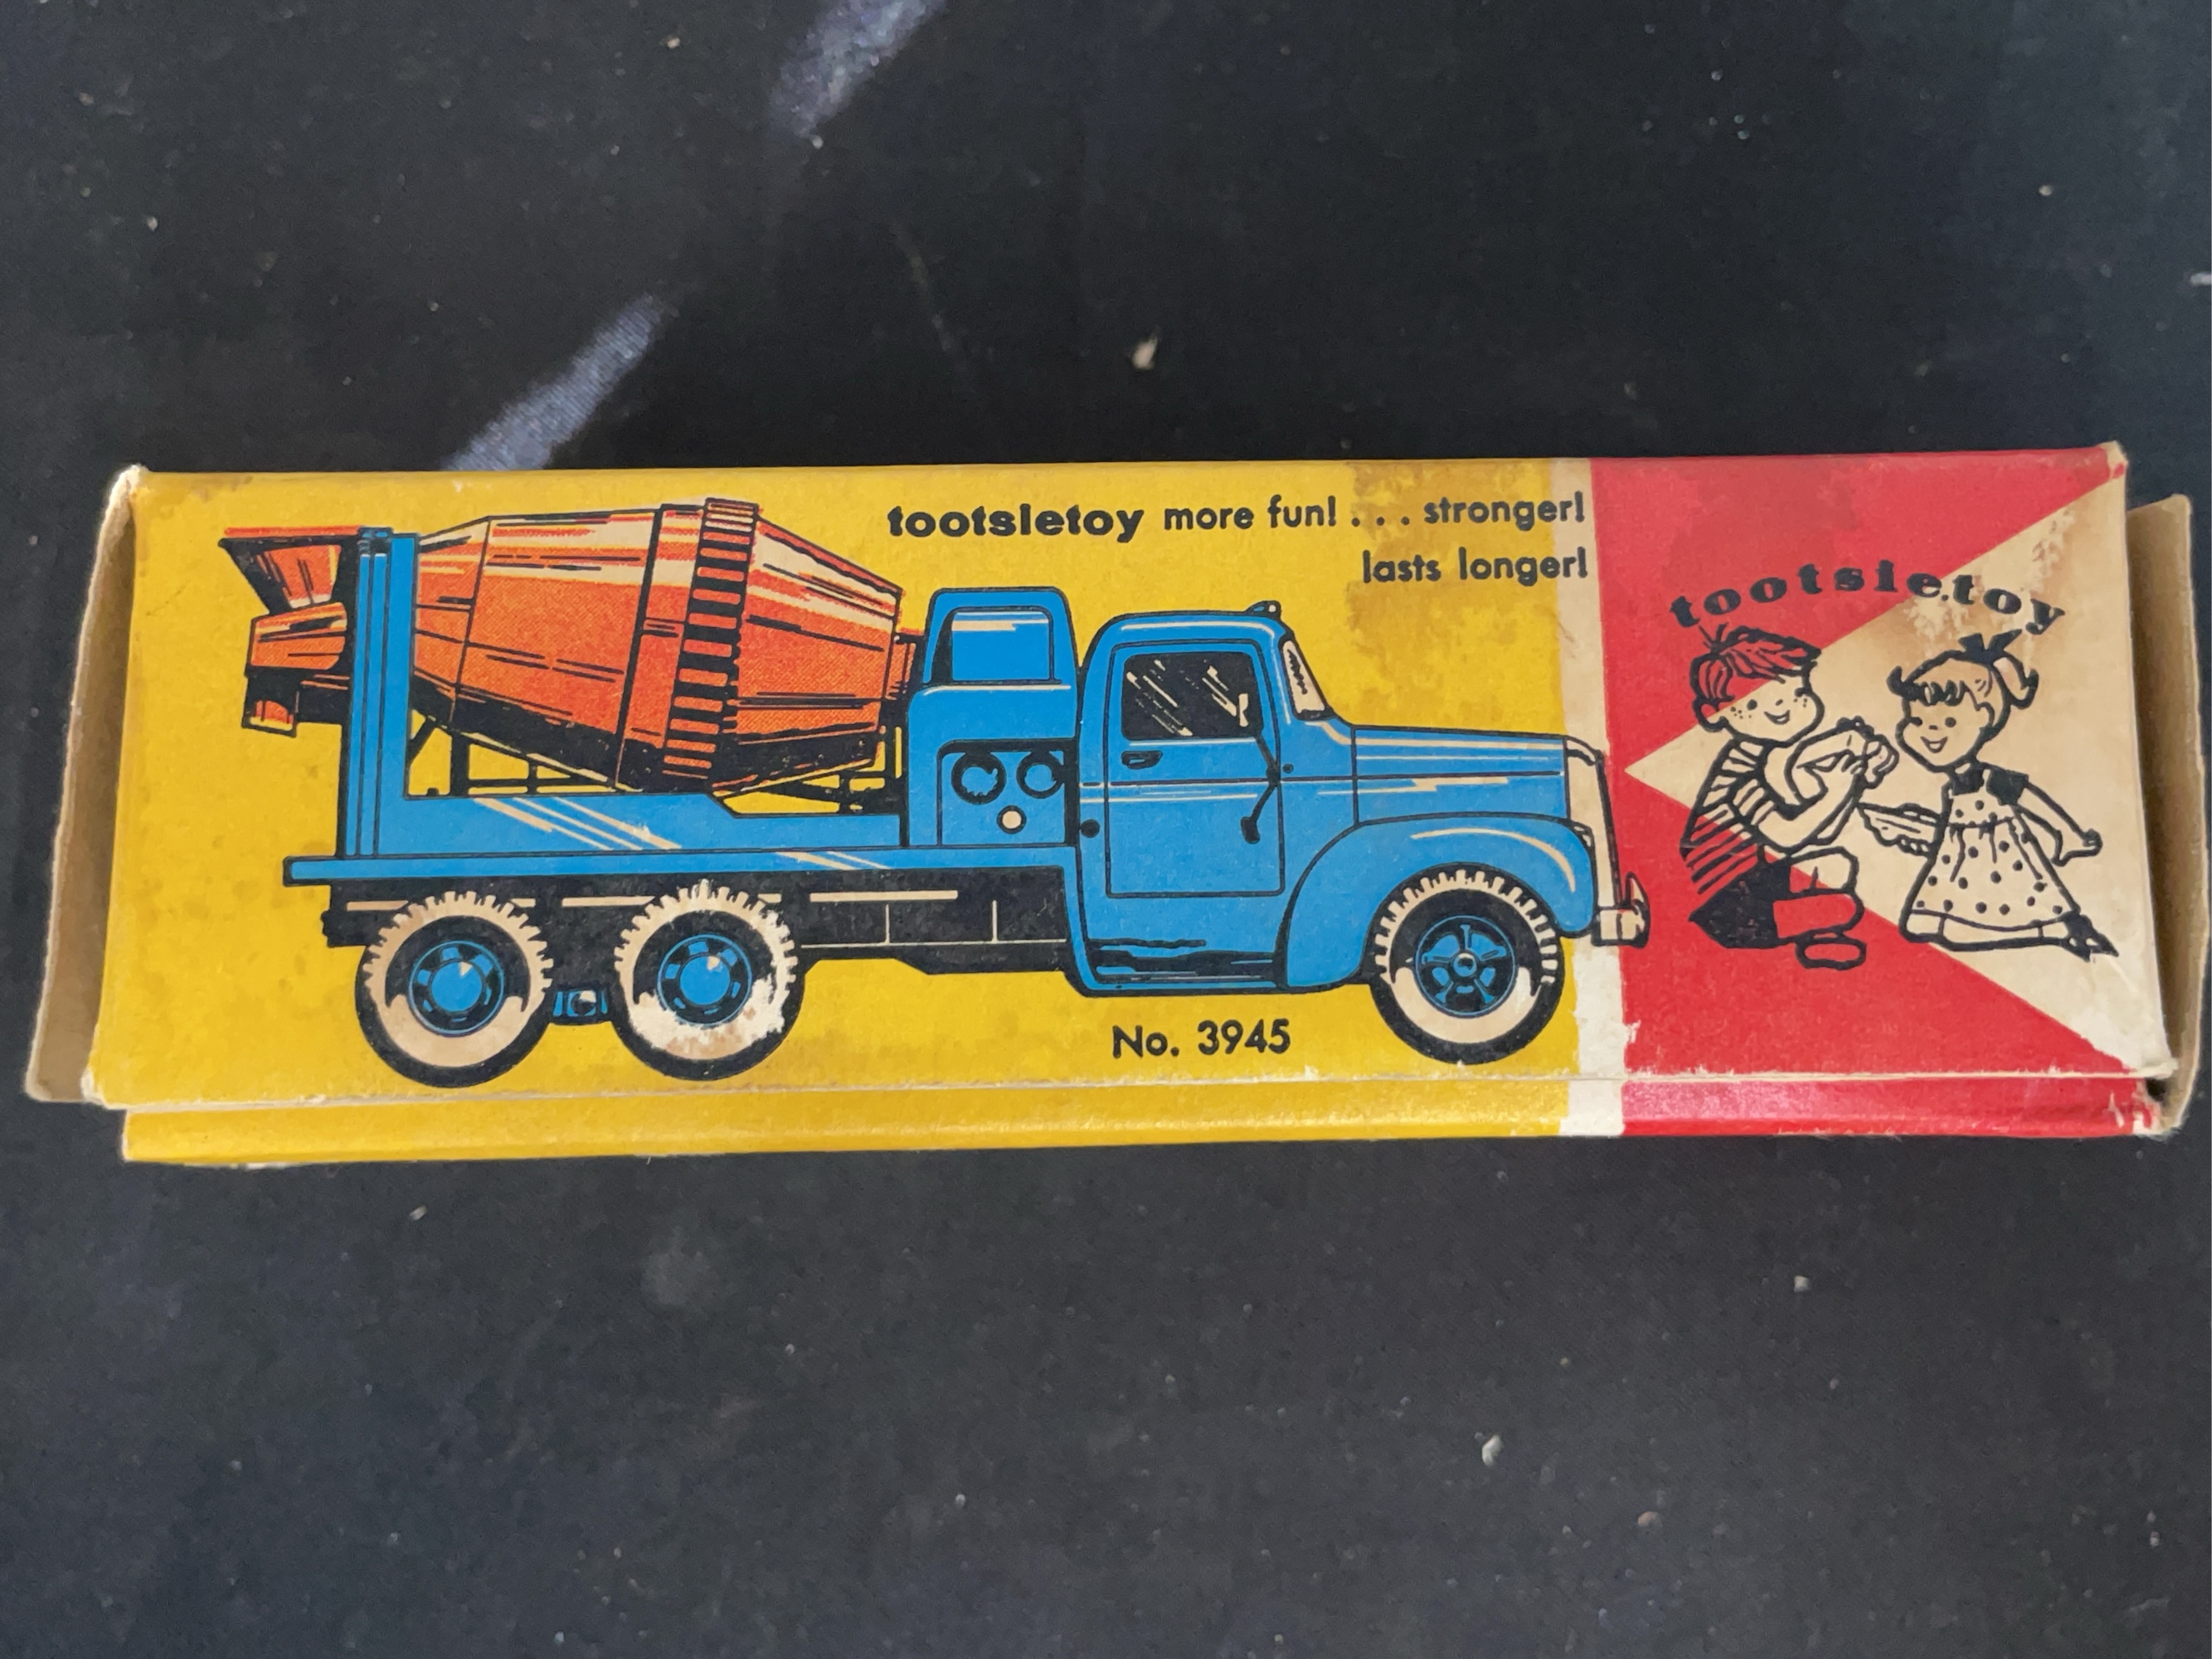 tootsietoy more fun! . . . stronger!
lasts longer!
tootsietoy
No. 3945